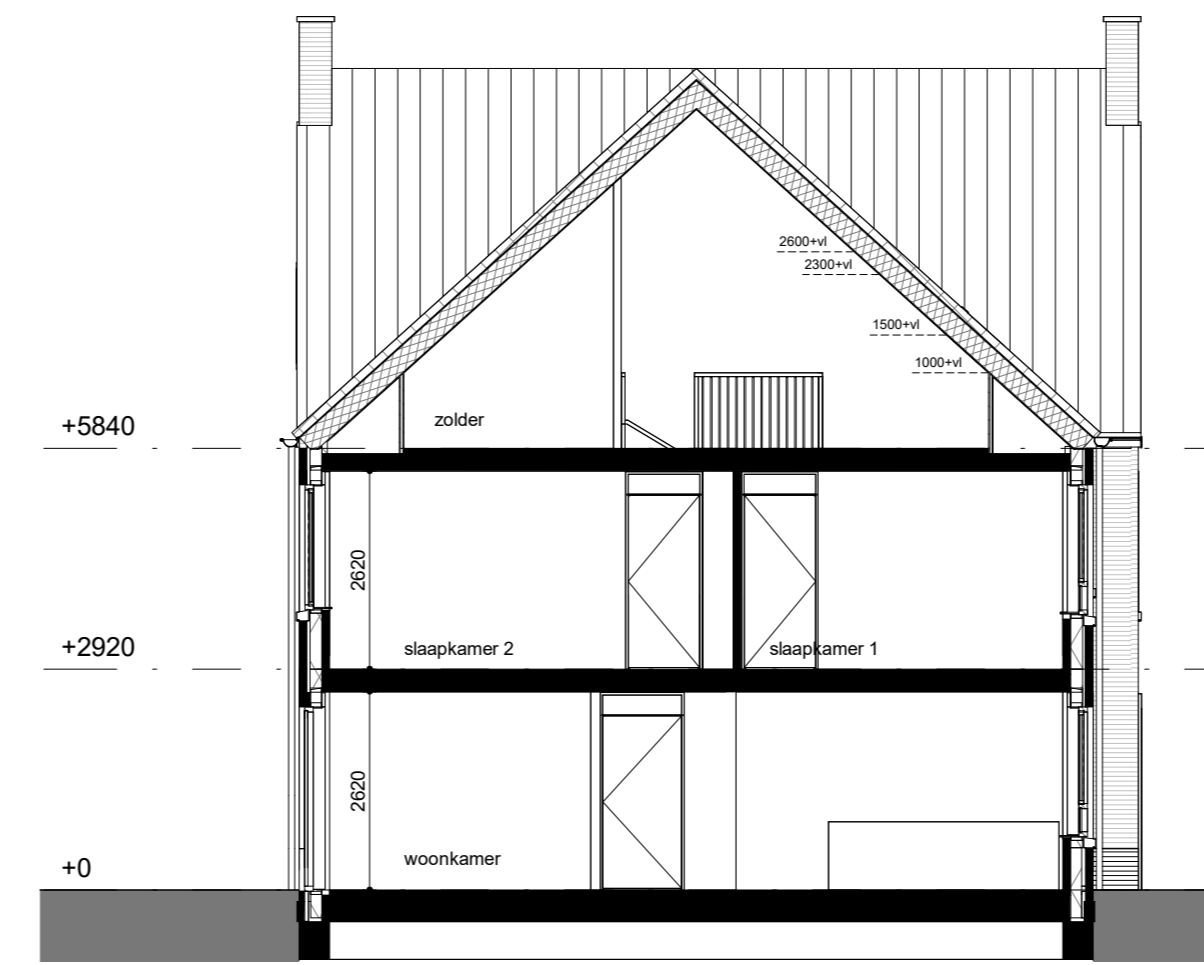 2600+vl
2300+vl
1500+vl
1000+vl
zolder
+5840
2620
+2920
slaapkamer 2
slaapkamer 1
2620
woonkamer
+0